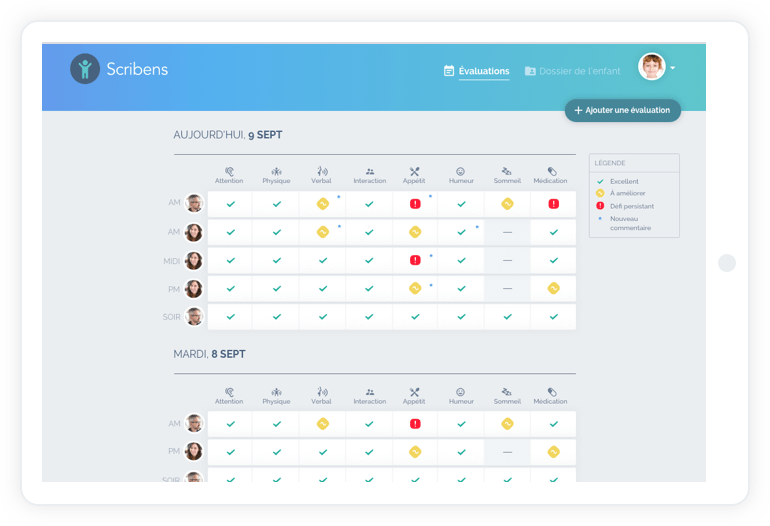 Scribens
Évaluations
Dossier de l'enfant
+ Ajouter une évaluation
AUJOURD'HUI, 9 SEPT
LÉGENDE
Excellent
À améliorer
Défi persistant
Nouveau
commentaire
Attention Physique Verbal Interaction Appétit Humeur Sommeil Médication
AM
AM
MIDI
PM
SOIR
MARDI, 8 SEPT
Attention Physique Verbal Interaction Appétit Humeur Sommeil Médication
AM
PM
SOIR